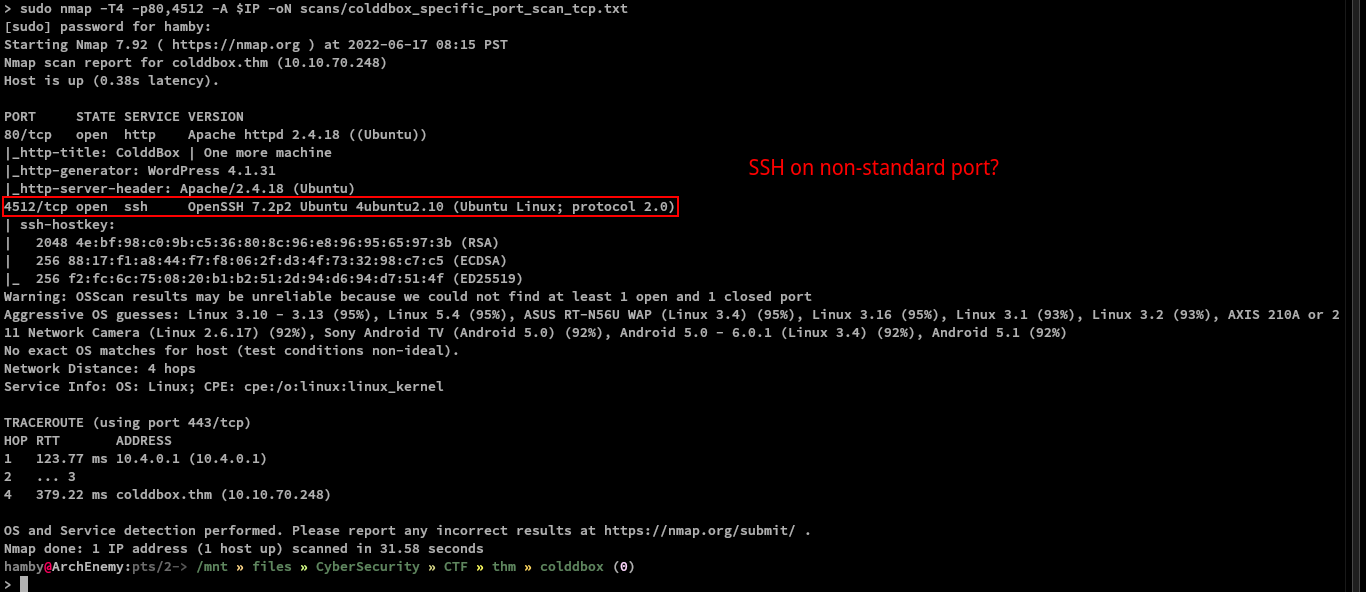 > sudo nmap -T4 -p80,4512 -A $IP -oN scans/colddbox_specific_port_scan_tcp.txt
[sudo] password for hamby:
Starting Nmap 7.92 ( https://nmap.org ) at 2022-06-17 08:15 PST
Nmap scan report for colddbox.thm (10.10.70.248)
Host is up (0.38s latency).

PORT     STATE SERVICE VERSION
80/tcp   open  http    Apache httpd 2.4.18 ((Ubuntu))
|_http-title: ColddBox | One more machine
|_http-generator: WordPress 4.1.31
SSH on non-standard port?
|_http-server-header: Apache/2.4.18 (Ubuntu)
4512/tcp open  ssh     OpenSSH 7.2p2 Ubuntu 4ubuntu2.10 (Ubuntu Linux; protocol 2.0)
| ssh-hostkey:
|   2048 4e:bf:98:c0:9b:c5:36:80:8c:96:e8:96:95:65:97:3b (RSA)
|   256 88:17:f1:a8:44:f7:f8:06:2f:d3:4f:73:32:98:c7:c5 (ECDSA)
|_  256 f2:fc:6c:75:08:20:b1:b2:51:2d:94:d6:94:d7:51:4f (ED25519)
Warning: OSScan results may be unreliable because we could not find at least 1 open and 1 closed port
Aggressive OS guesses: Linux 3.10 - 3.13 (95%), Linux 5.4 (95%), ASUS RT-N56U WAP (Linux 3.4) (95%), Linux 3.16 (95%), Linux 3.1 (93%), Linux 3.2 (93%), AXIS 210A or 2
11 Network Camera (Linux 2.6.17) (92%), Sony Android TV (Android 5.0) (92%), Android 5.0 - 6.0.1 (Linux 3.4) (92%), Android 5.1 (92%)
No exact OS matches for host (test conditions non-ideal).
Network Distance: 4 hops
Service Info: OS: Linux; CPE: cpe:/o:linux:linux_kernel

TRACEROUTE (using port 443/tcp)
HOP RTT       ADDRESS
1   123.77 ms 10.4.0.1 (10.4.0.1)
2   ... 3
4   379.22 ms colddbox.thm (10.10.70.248)

OS and Service detection performed. Please report any incorrect results at https://nmap.org/submit/ .
Nmap done: 1 IP address (1 host up) scanned in 31.58 seconds
hamby@ArchEnemy:pts/2-> /mnt » files » CyberSecurity » CTF » thm » colddbox (0)
>